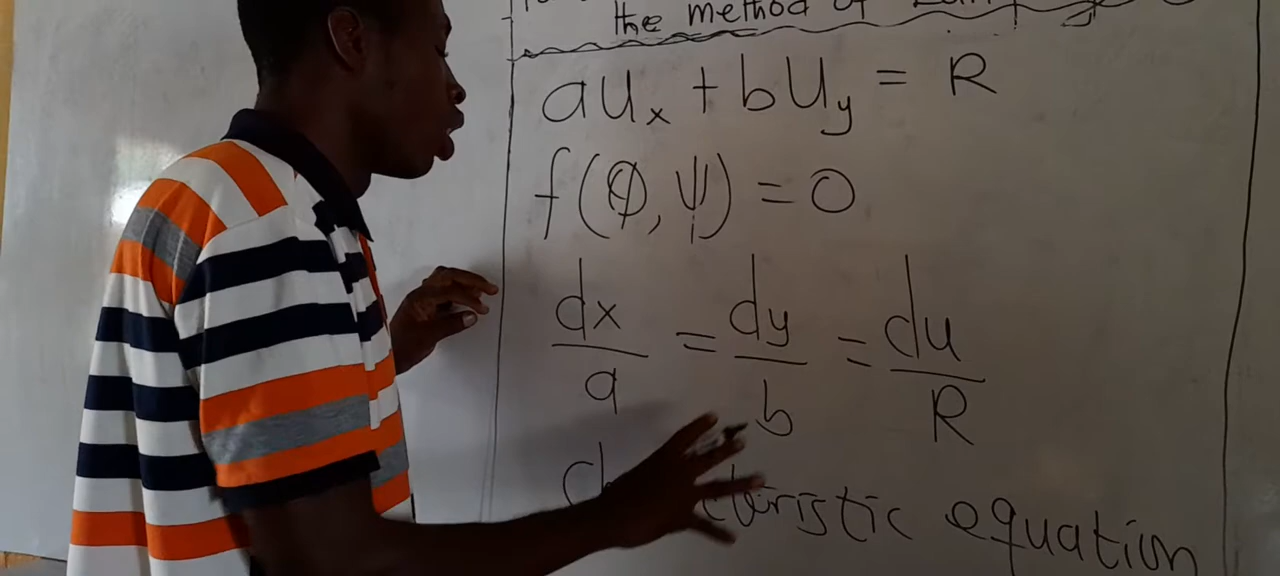 the method of
aux + bUy = R
f(Φ, ψ) = 0
dx/a = dy/b = du/R
equation